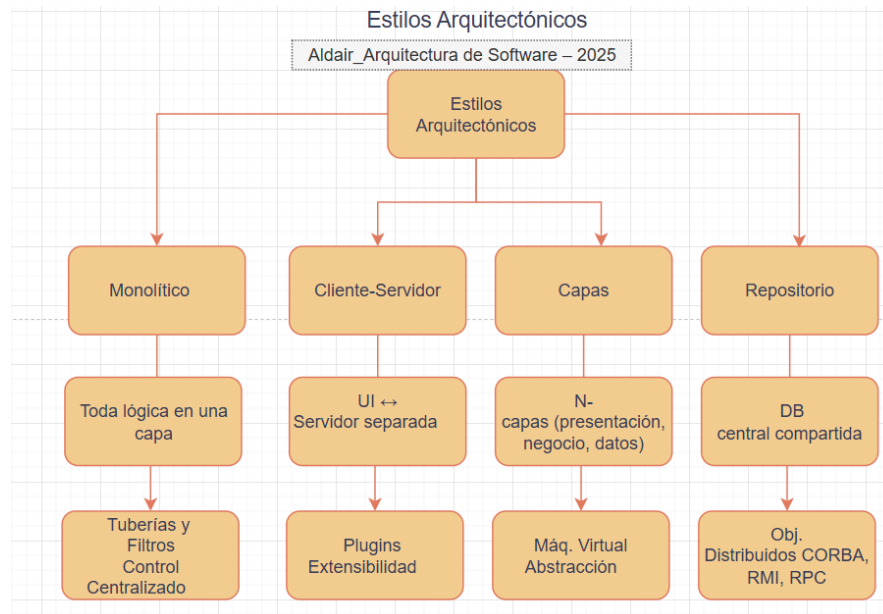 Estilos Arquitectónicos
Aldair_Arquitectura de Software – 2025
Estilos
Arquitectónicos
Monolítico
Cliente-Servidor
Capas
Repositorio
Toda lógica en una
capa
UI ↔
Servidor separada
N-
capas (presentación,
negocio, datos)
DB
central compartida
Tuberías y
Filtros
Control
Centralizado
Plugins
Extensibilidad
Máq. Virtual
Abstracción
Obj.
Distribuidos CORBA,
RMI, RPC